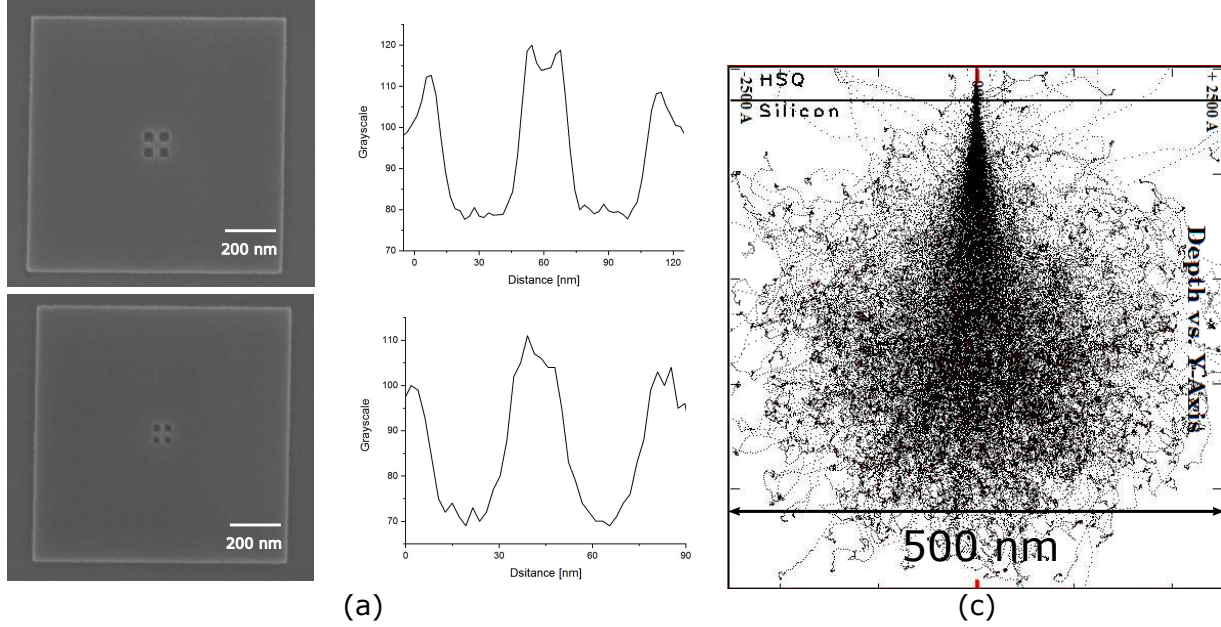 200 nm
120
110
100
90
80
70
Grayscale
0
30
60
90
120
Distance [nm]
200 nm
110
100
90
80
70
Grayscale
0
30
60
90
Dsitance [nm]
(a)
HSQ
Silicon
-2500 A
+ 2500 A
Depth vs. Y-Axis
500 nm
(c)